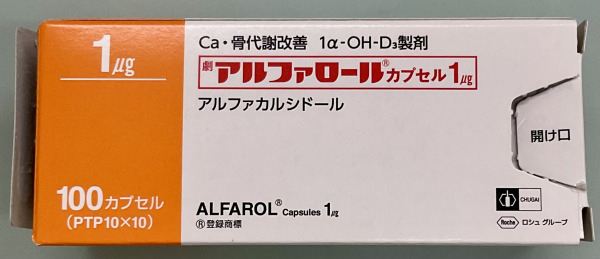 1μg
100カプセル
(PTP10×10)
Ca・骨代謝改善 1α-OH-D₃製剤
劇 アルファロール®カプセル1μg
アルファカルシドール
開け口
ALFAROL® Capsules 1μg
®登録商標
CHUGAI
Roche ロシュ グループ